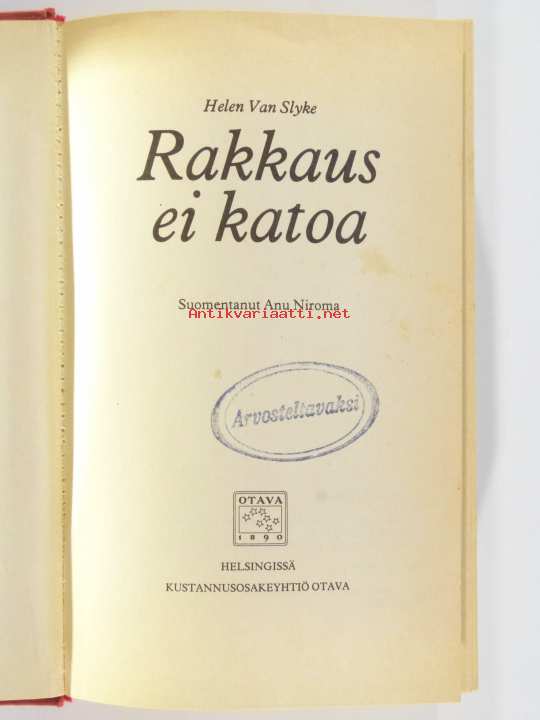 Helen Van Slyke
Rakkaus
ei katoa
Suomentanut Anu Niroma
Antikvariaatti.net
Arvosteltavaksi
OTAVA
1890
HELSINGISSÄ
KUSTANNUSOSAKEYHTIÖ OTAVA